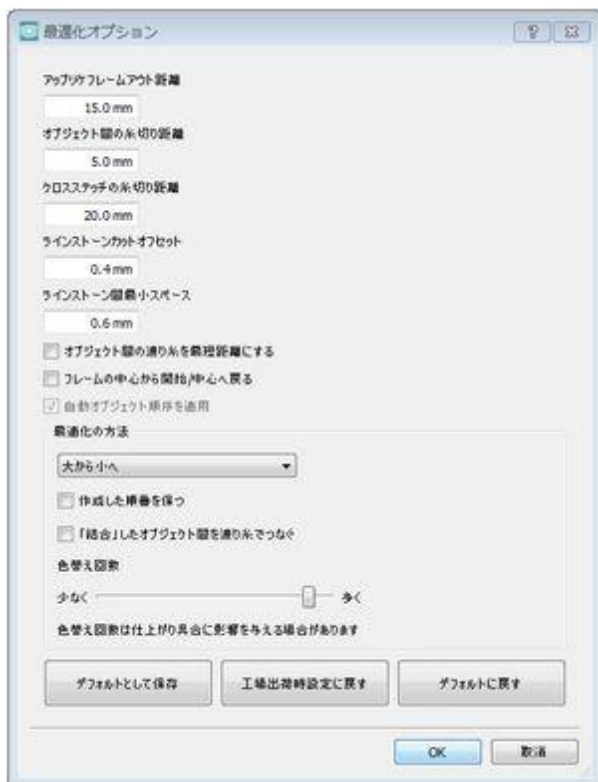 最適化オプション
アップリケフレームアウト距離
15.0 mm
オブジェクト間の糸切り距離
5.0 mm
クロスステッチの糸切り距離
20.0 mm
ラインストーンカットオフセット
0.4 mm
ラインストーン間最小スペース
0.6 mm
オブジェクト間の渡り糸を最短距離にする
フレームの中心から開始/中心へ戻る
自動オブジェクト順序を適用
最適化の方法
大から小へ
作成した順番を保つ
「結合」したオブジェクト間を渡り糸でつなぐ
色替え回数
少なく 多く
色替え回数は仕上がり具合に影響を与える場合があります
デフォルトとして保存 工場出荷時設定に戻す デフォルトに戻す
OK 取消